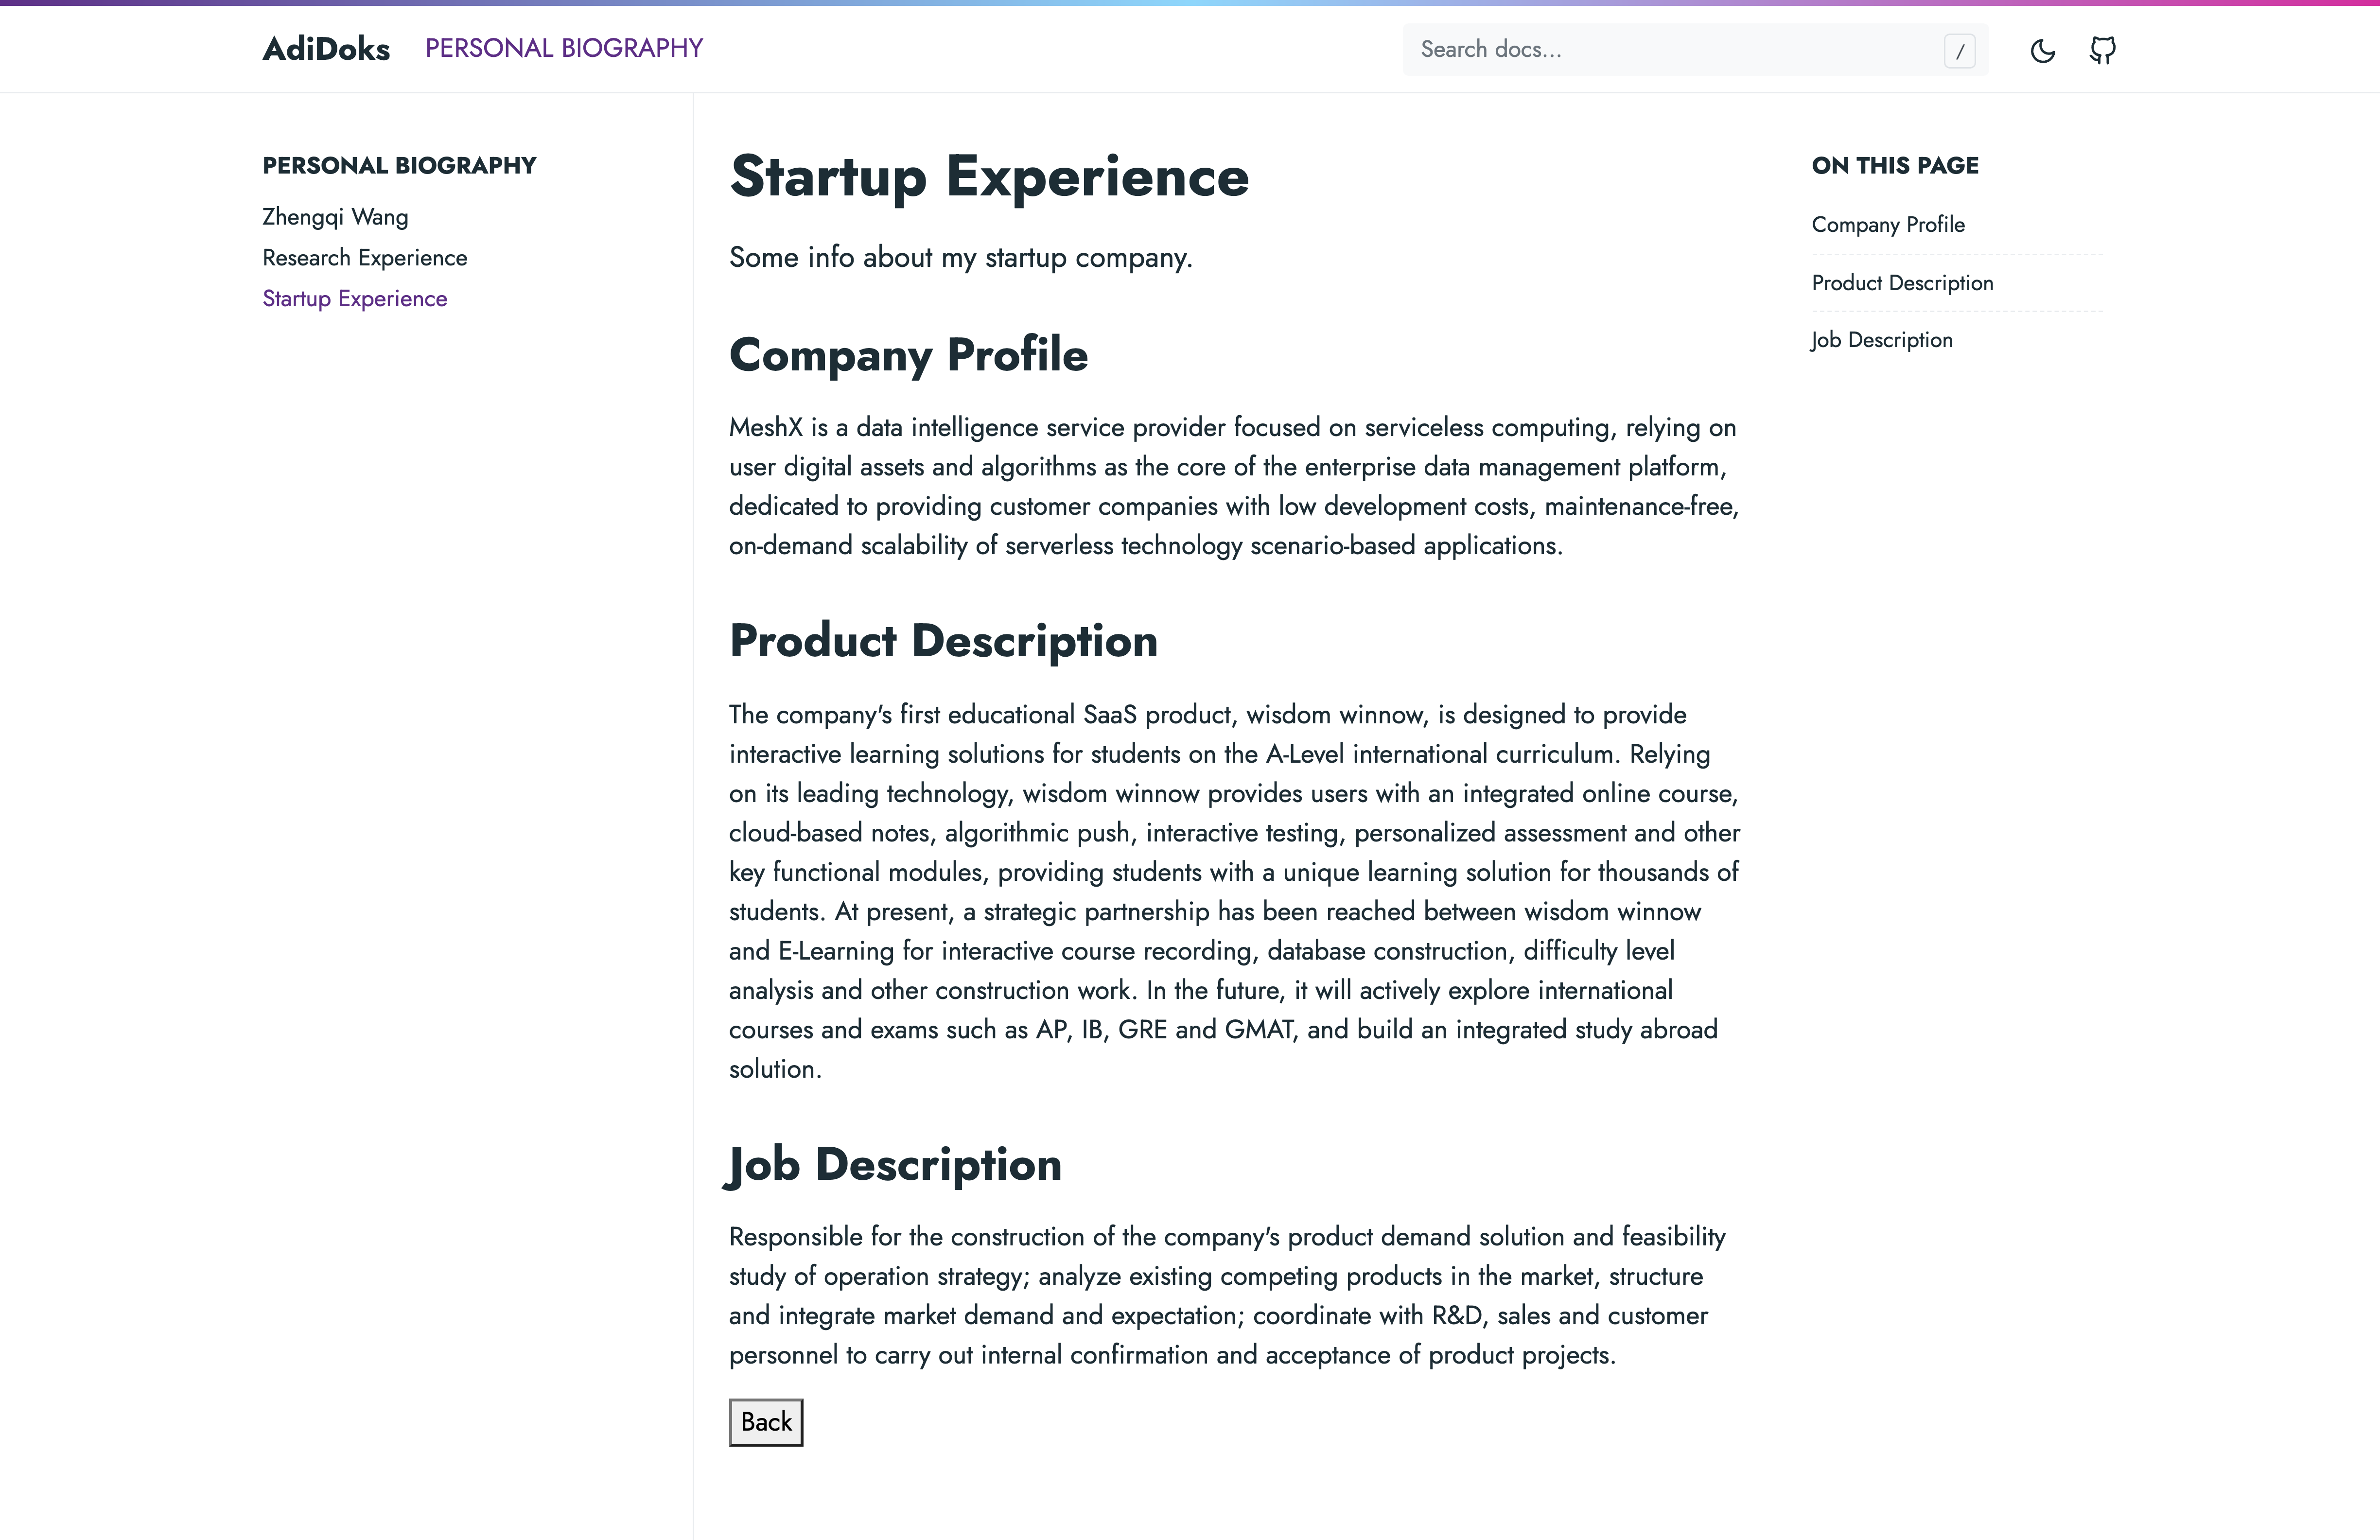 AdiDoks
PERSONAL BIOGRAPHY
Search docs...
/
PERSONAL BIOGRAPHY
Zhengqi Wang
Research Experience
Startup Experience
Startup Experience
Some info about my startup company.
Company Profile
MeshX is a data intelligence service provider focused on serviceless computing, relying on
user digital assets and algorithms as the core of the enterprise data management platform,
dedicated to providing customer companies with low development costs, maintenance-free,
on-demand scalability of serverless technology scenario-based applications.
Product Description
The company's first educational SaaS product, wisdom winnow, is designed to provide
interactive learning solutions for students on the A-Level international curriculum. Relying
on its leading technology, wisdom winnow provides users with an integrated online course,
cloud-based notes, algorithmic push, interactive testing, personalized assessment and other
key functional modules, providing students with a unique learning solution for thousands of
students. At present, a strategic partnership has been reached between wisdom winnow
and E-Learning for interactive course recording, database construction, difficulty level
analysis and other construction work. In the future, it will actively explore international
courses and exams such as AP, IB, GRE and GMAT, and build an integrated study abroad
solution.
Job Description
Responsible for the construction of the company's product demand solution and feasibility
study of operation strategy; analyze existing competing products in the market, structure
and integrate market demand and expectation; coordinate with R&D, sales and customer
personnel to carry out internal confirmation and acceptance of product projects.
Back
ON THIS PAGE
Company Profile
Product Description
Job Description